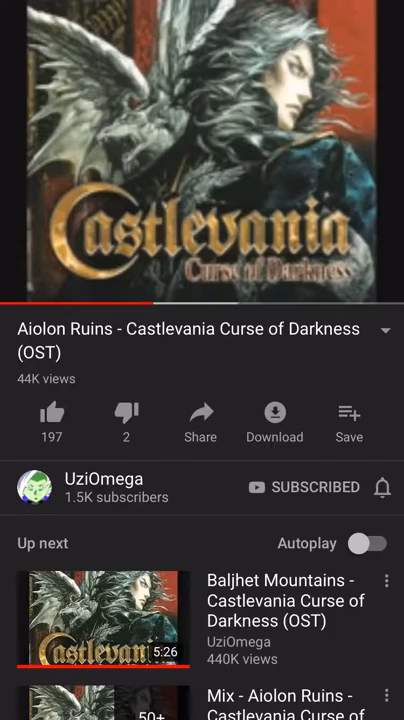 Castlevania
Curse of Darkness
Aiolon Ruins - Castlevania Curse of Darkness
(OST)
44K views
197
2
Share
Download
Save
UziOmega
1.5K subscribers
SUBSCRIBED
Up next
Autoplay
Castlevan
5:26
Baljhet Mountains -
Castlevania Curse of
Darkness (OST)
UziOmega
440K views
50+
Mix - Aiolon Ruins -
Castlevania Curse of